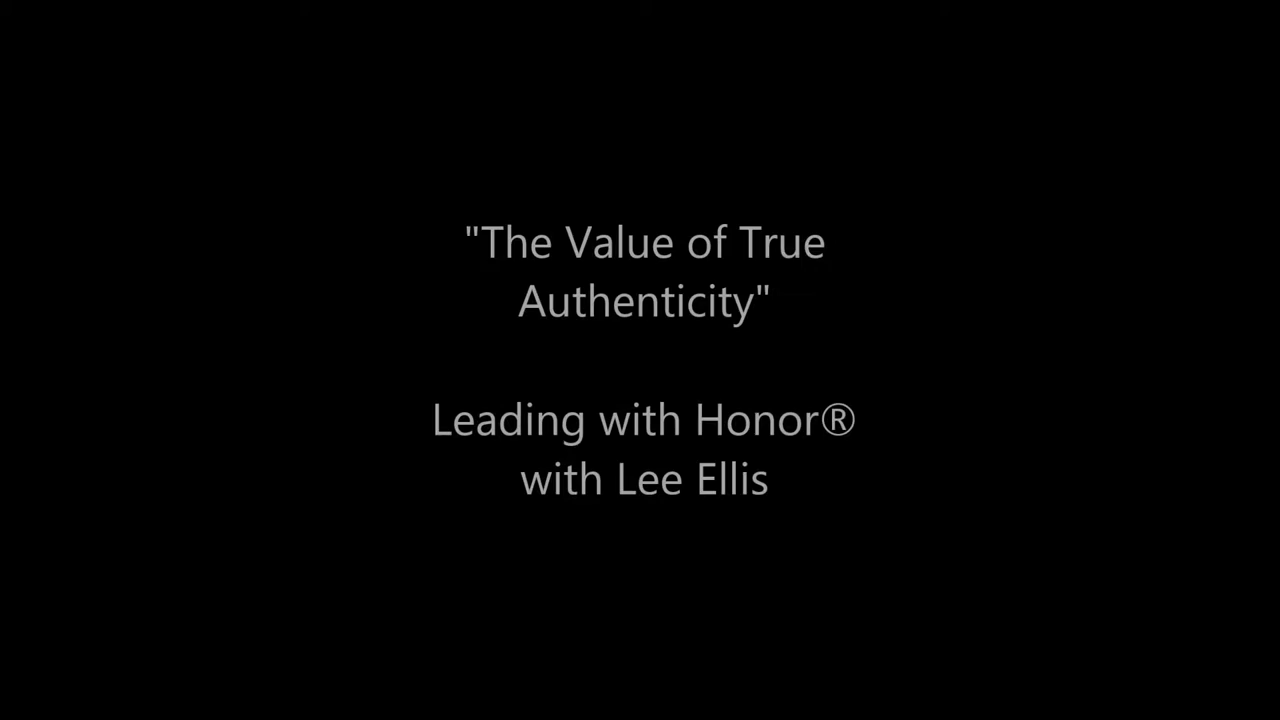 "The Value of True
Authenticity"
Leading with Honor®
with Lee Ellis